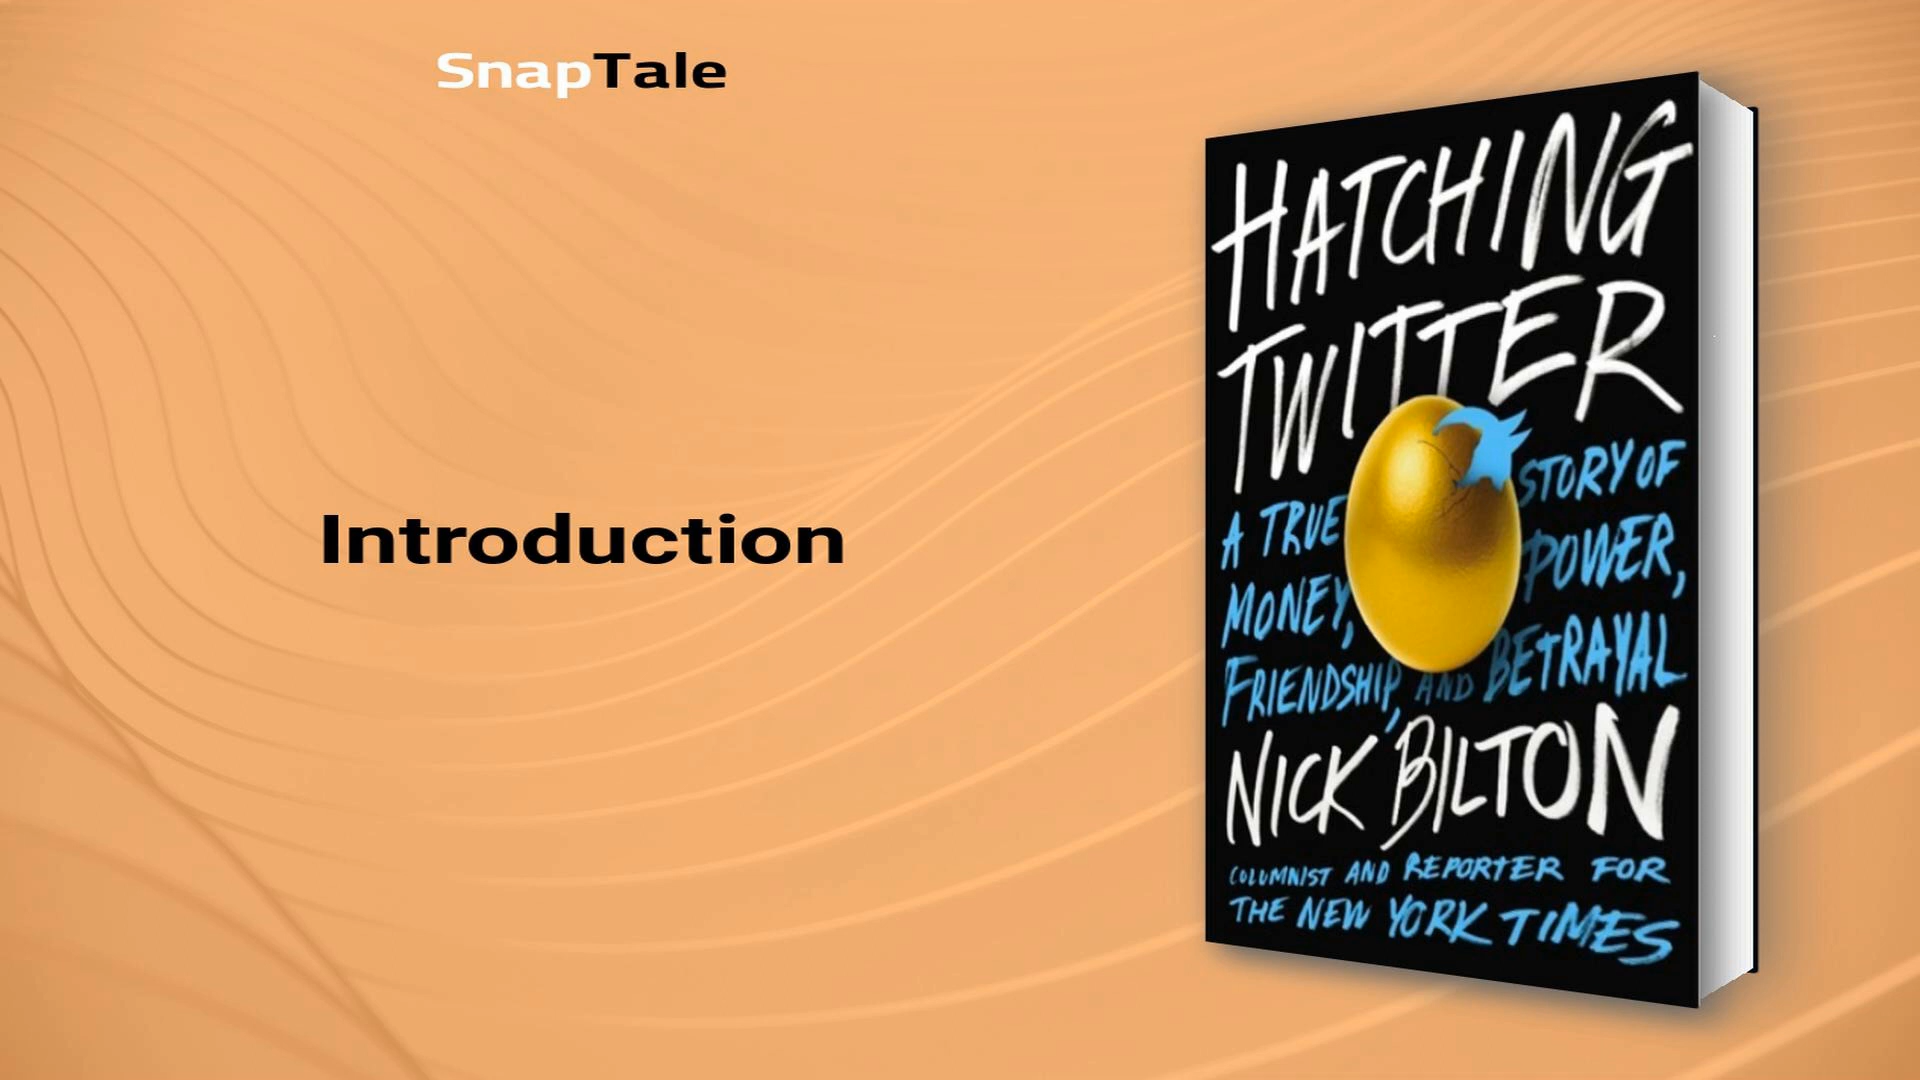 SnapTale
Introduction
HATCHING
TWITTER
A TRUE STORY OF
MONEY, POWER,
FRIENDSHIP, AND BETRAYAL
NICK BILTON
COLUMNIST AND REPORTER FOR
THE NEW YORK TIMES